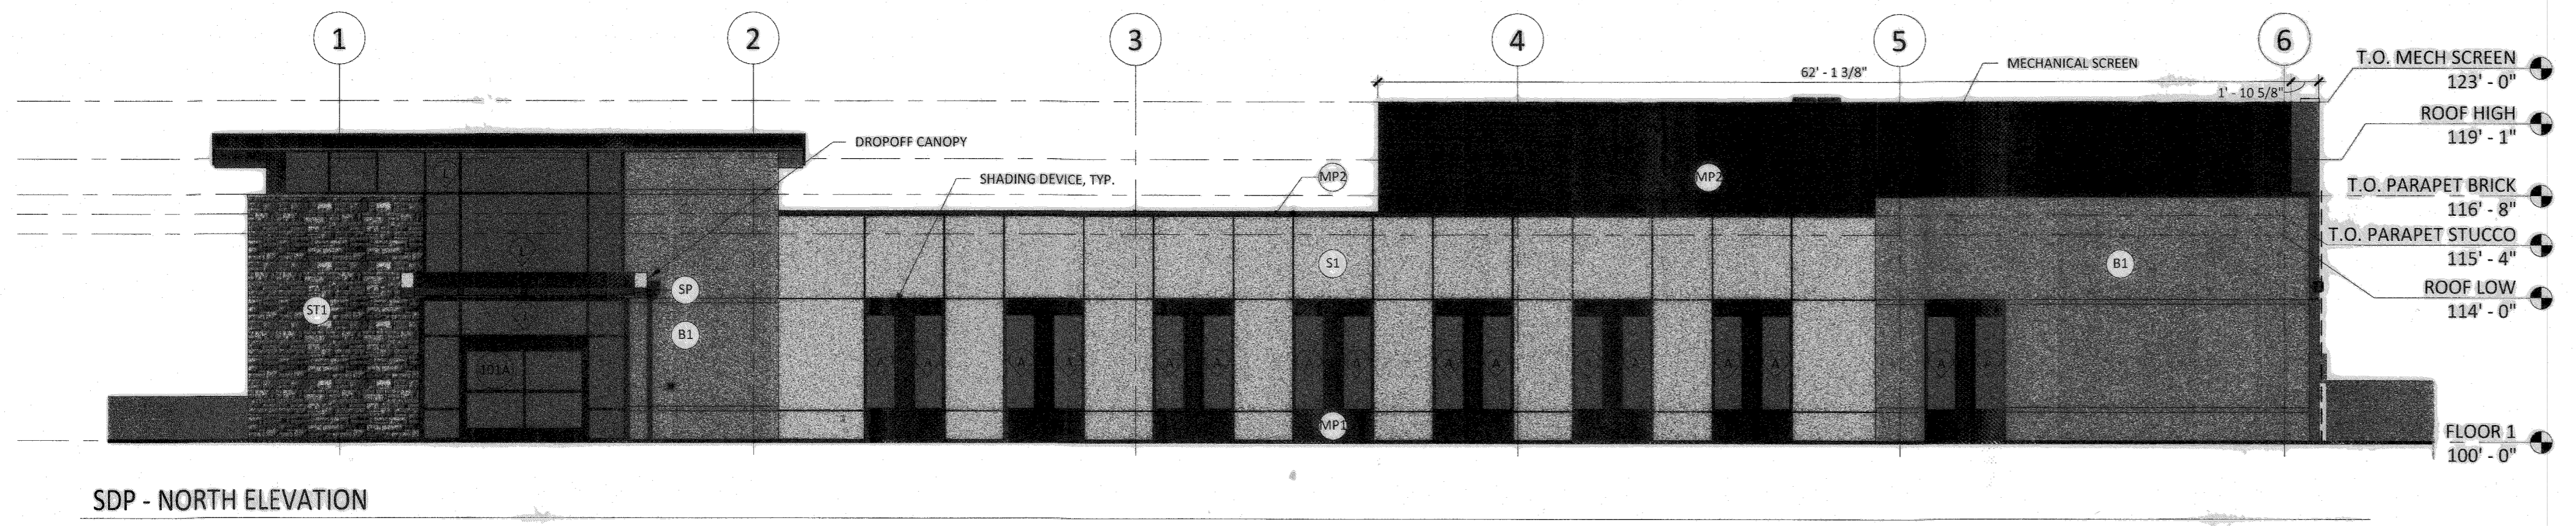 1 2 3 4 5 6
T.O. MECH SCREEN
123' - 0"
MECHANICAL SCREEN
62' - 1 3/8"
1' - 10 5/8"
ROOF HIGH
119' - 1"
DROPOFF CANOPY
SHADING DEVICE, TYP.
MP2
MP2
T.O. PARAPET BRICK
116' - 8"
T.O. PARAPET STUCCO
115' - 4"
S1
B1
SP
ROOF LOW
114' - 0"
ST1
B1
101A
A A A A A A A A A A A A A A A A
MP1
FLOOR 1
100' - 0"
SDP - NORTH ELEVATION